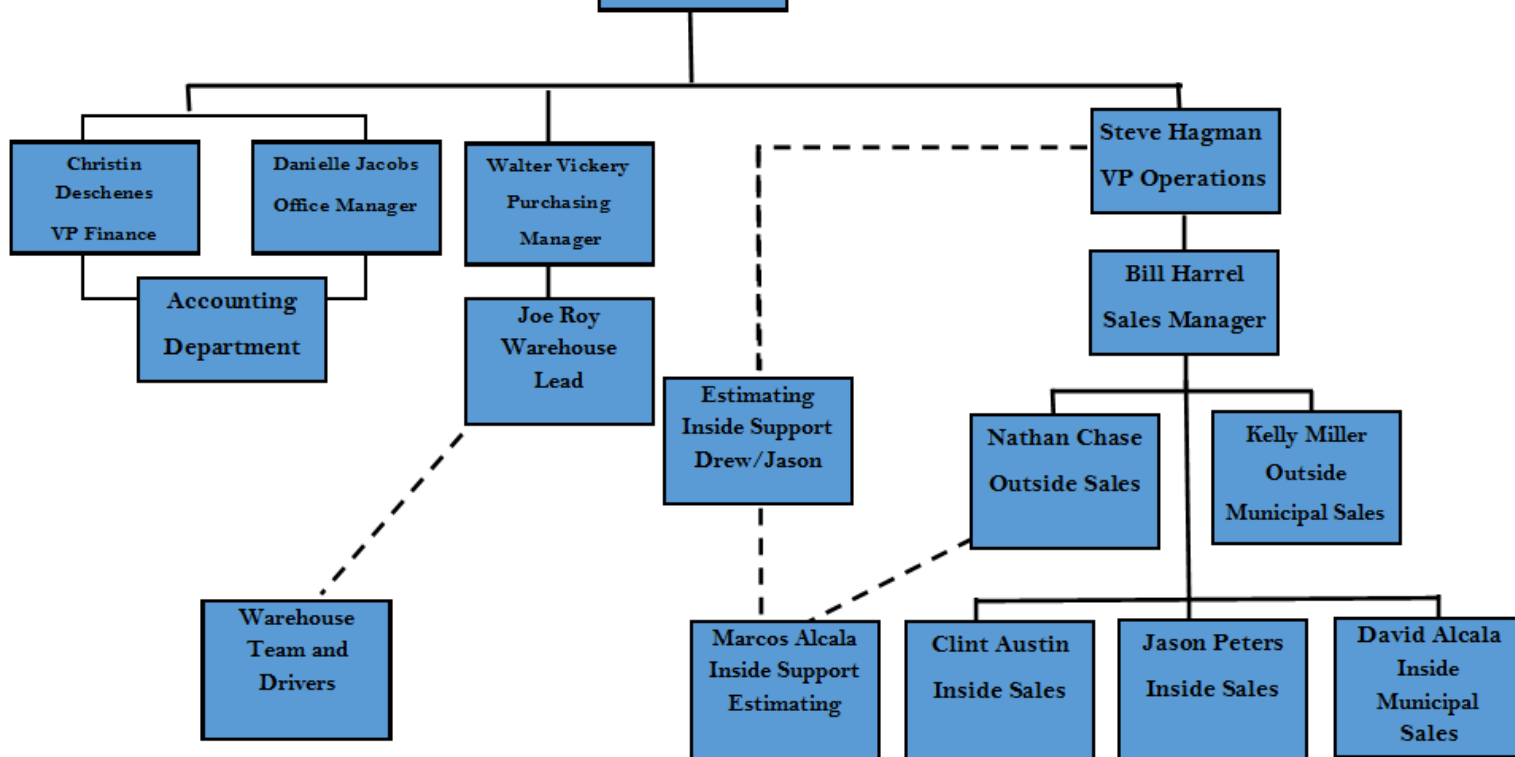 Christin
Deschenes
VP Finance
Danielle Jacobs
Office Manager
Walter Vickery
Purchasing
Manager
Steve Hagman
VP Operations
Accounting
Department
Joe Roy
Warehouse
Lead
Bill Harrel
Sales Manager
Estimating
Inside Support
Drew/Jason
Nathan Chase
Outside Sales
Kelly Miller
Outside
Municipal Sales
Warehouse
Team and
Drivers
Marcos Alcala
Inside Support
Estimating
Clint Austin
Inside Sales
Jason Peters
Inside Sales
David Alcala
Inside
Municipal
Sales